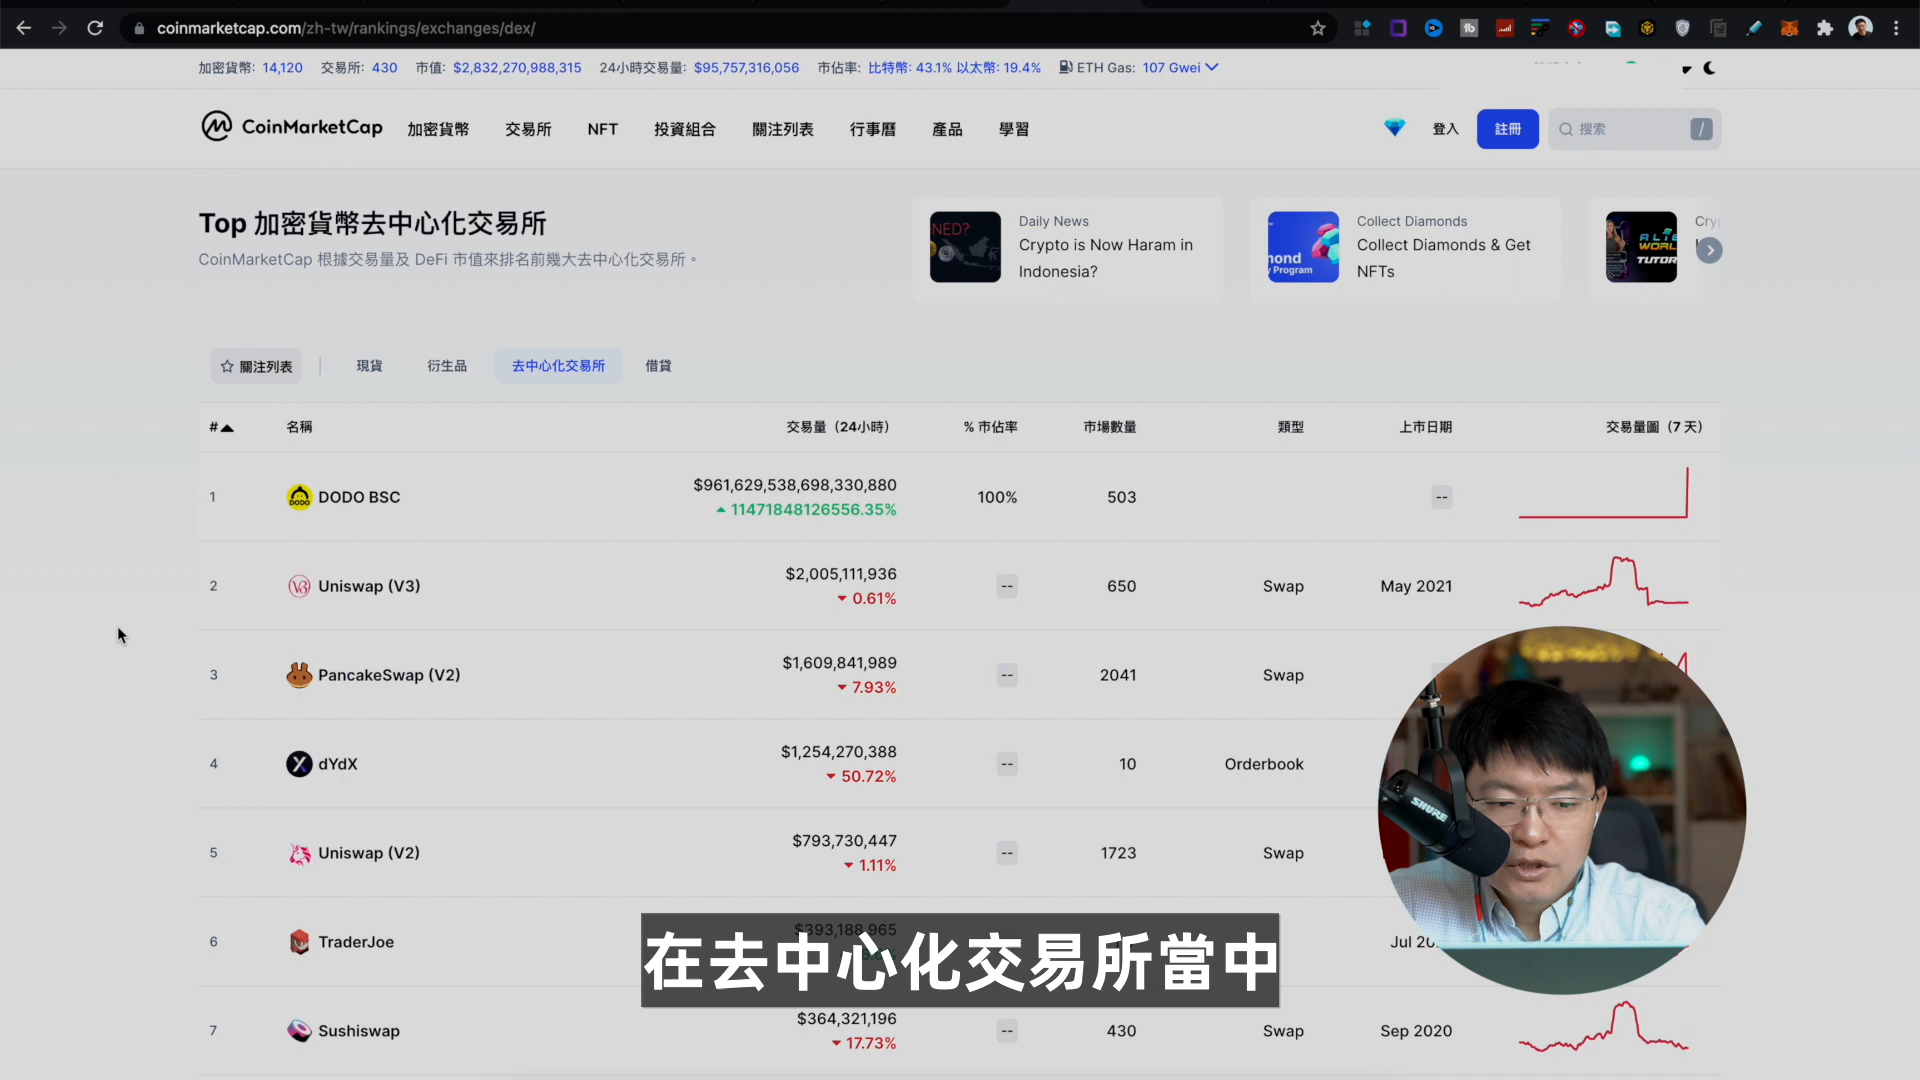 coinmarketcap.com/zh-tw/rankings/exchanges/dex/
加密貨幣: 14,120 交易所: 430 市值: $2,832,270,988,315 24小時交易量: $95,757,316,056 市佔率: 比特幣: 43.1% 以太幣: 19.4% ETH Gas: 107 Gwei
CoinMarketCap 加密貨幣 交易所 NFT 投資組合 關注列表 行事曆 產品 學習 登入 註冊 搜索 /
Top 加密貨幣去中心化交易所
CoinMarketCap 根據交易量及 DeFi 市值來排名前幾大去中心化交易所。
NED?
Daily News
Crypto is Now Haram in
Indonesia?
mond
y Program
Collect Diamonds
Collect Diamonds & Get
NFTs
ALIE
WORL
TUTOR
Cryp
關注列表 現貨 衍生品 去中心化交易所 借貸
# 名稱 交易量（24小時） % 市佔率 市場數量 類型 上市日期 交易量圖（7 天）
1 DODO BSC $961,629,538,698,330,880 100% 503 --
11471848126556.35%
2 Uniswap (V3) $2,005,111,936 -- 650 Swap May 2021
0.61%
3 PancakeSwap (V2) $1,609,841,989 -- 2041 Swap
7.93%
4 dYdX $1,254,270,388 -- 10 Orderbook
50.72%
5 Uniswap (V2) $793,730,447 -- 1723 Swap
1.11%
6 TraderJoe $393,188,965 Jul 20
SHURE
在去中心化交易所當中
7 Sushiswap $364,321,196 -- 430 Swap Sep 2020
17.73%